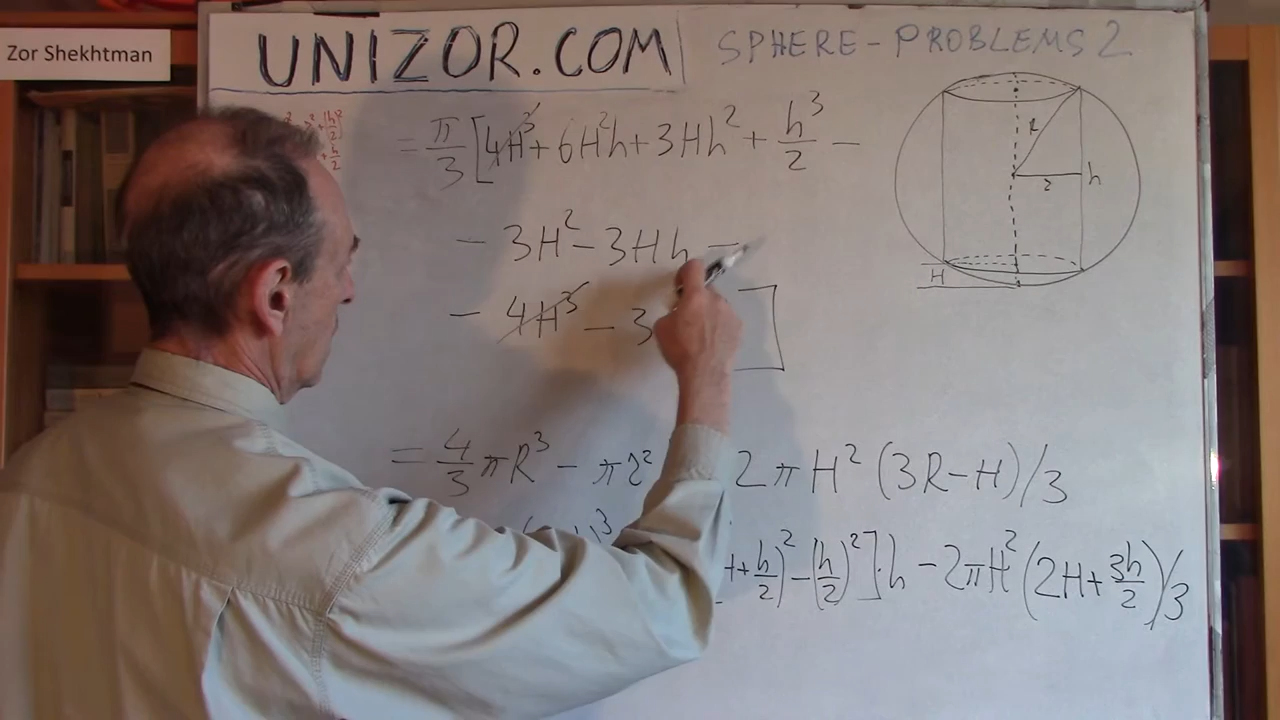 Zor Shekhtman
UNIZOR.COM
SPHERE - PROBLEMS 2
= π/3 [4H³ + 6H²h + 3Hh² + h³/2 −
− 3H² − 3Hh −
− 4H³ − 3 ]
= 4/3 πR³ − πr² 2πH² (3R−H)/3
+ h/2)² − (h/2)²]·h − 2πH² (2H + 3h/2)/3
R
r
h
H